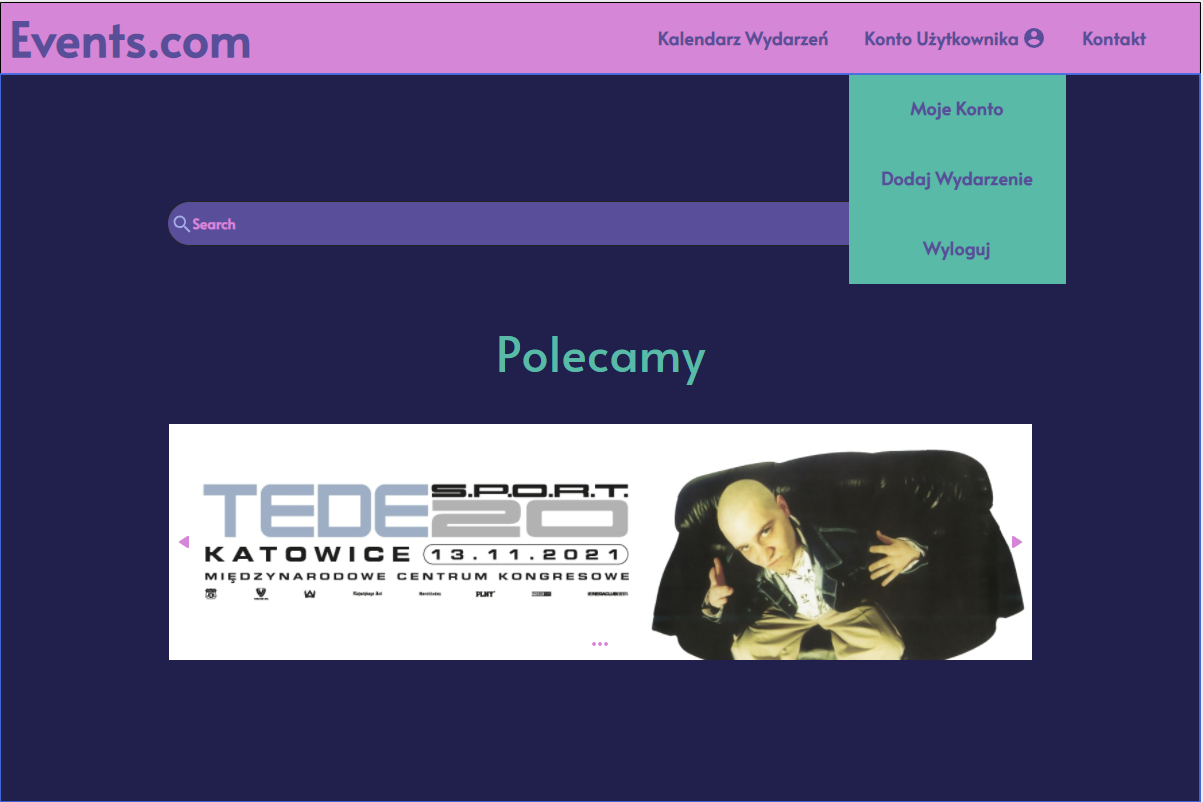 Events.com
Kalendarz Wydarzeń
Konto Użytkownika
Kontakt
Moje Konto
Dodaj Wydarzenie
Wyloguj
Search
Polecamy
TEDE S.P.O.R.T. 20
KATOWICE 13.11.2021
MIĘDZYNARODOWE CENTRUM KONGRESOWE
PLNY